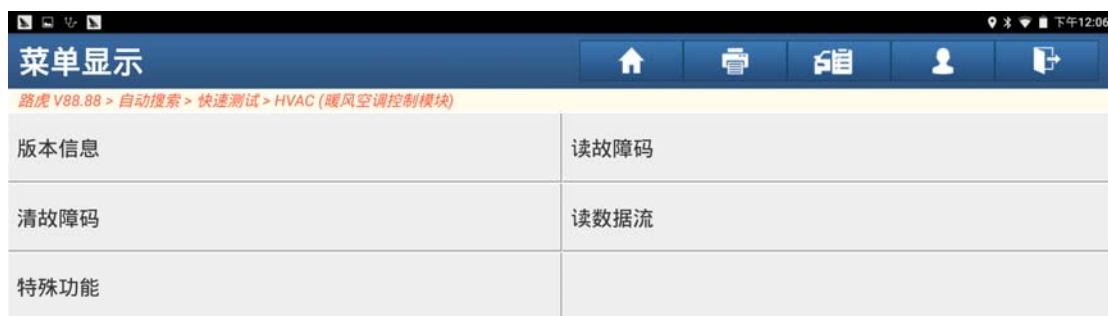 下午12:06
菜单显示
路虎 V88.88 > 自动搜索 > 快速测试 > HVAC (暖风空调控制模块)
版本信息 读故障码
清故障码 读数据流
特殊功能